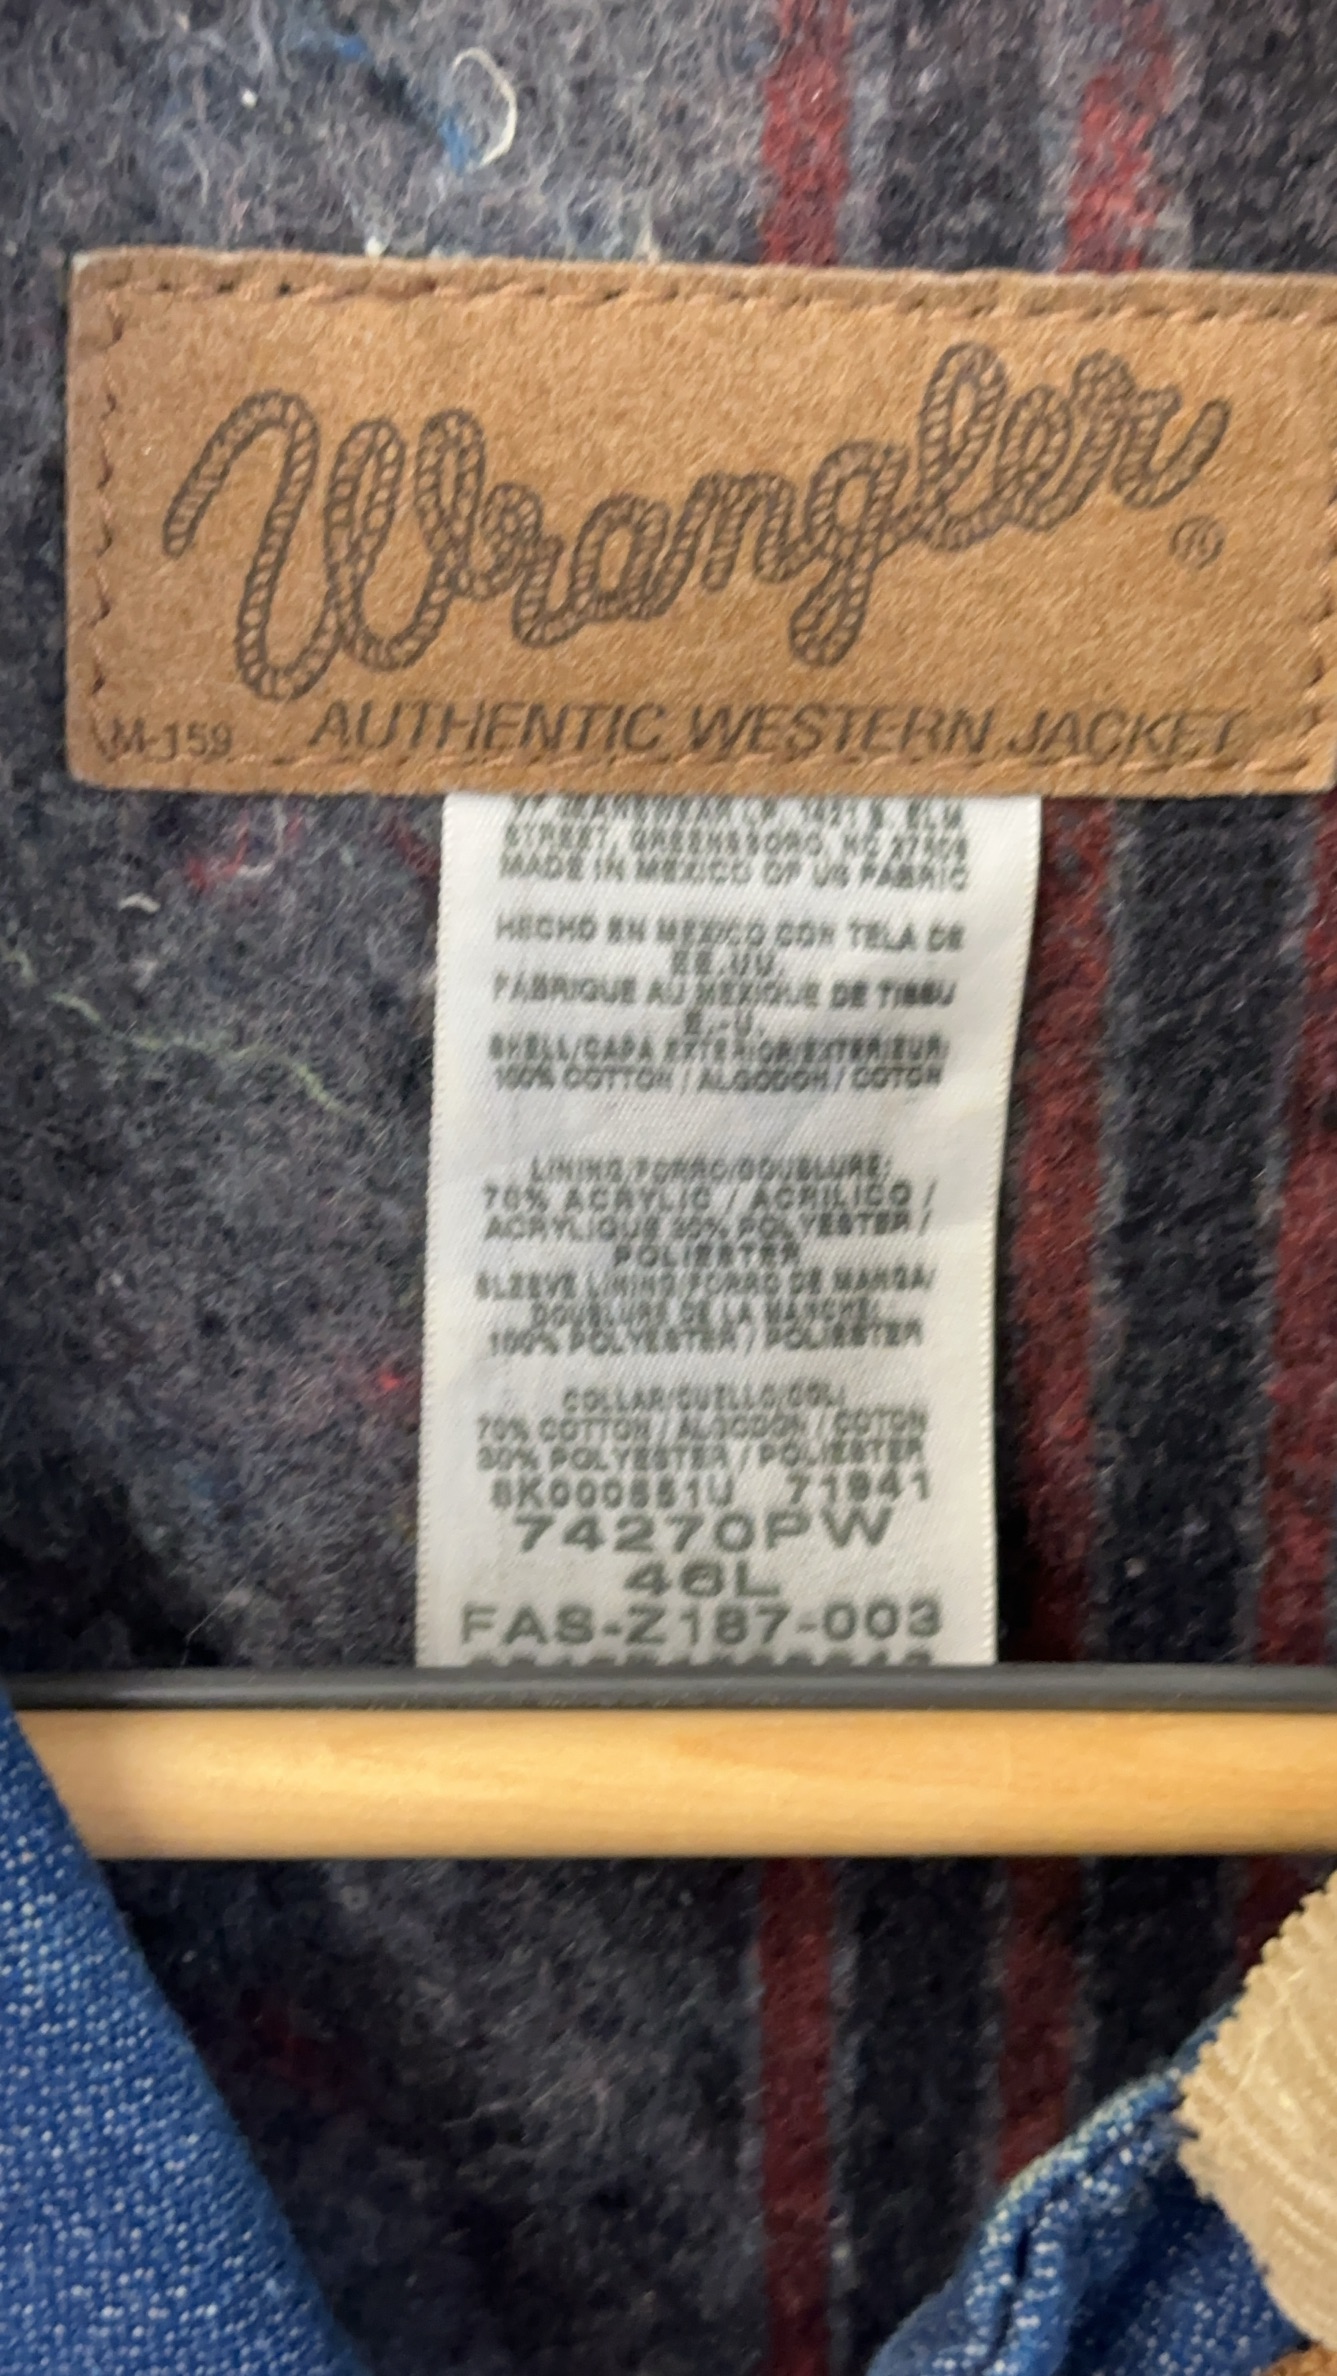 Wrangler
®
M-159 AUTHENTIC WESTERN JACKET
STREET, GREENSBORO, NC
MADE IN MEXICO OF US FABRIC
HECHO EN MEXICO CON TELA DE
EE.UU.
FABRIQUE AU MEXIQUE DE TISSU
E.-U.
SHELL/CAPA EXTERIOR/EXTERIEUR:
100% COTTON / ALGODON / COTON
LINING/FORRO/DOUBLURE:
70% ACRYLIC / ACRILICO /
ACRYLIQUE 30% POLYESTER /
POLIESTER
SLEEVE LINING/FORRO DE MANGA/
DOUBLURE DE LA
100% POLYESTER / POLIESTER
COLLAR/CUELLO/COL:
70% COTTON / ALGODON / COTON
30% POLYESTER / POLIESTER
71941
74270PW
46L
FAS-Z187-003